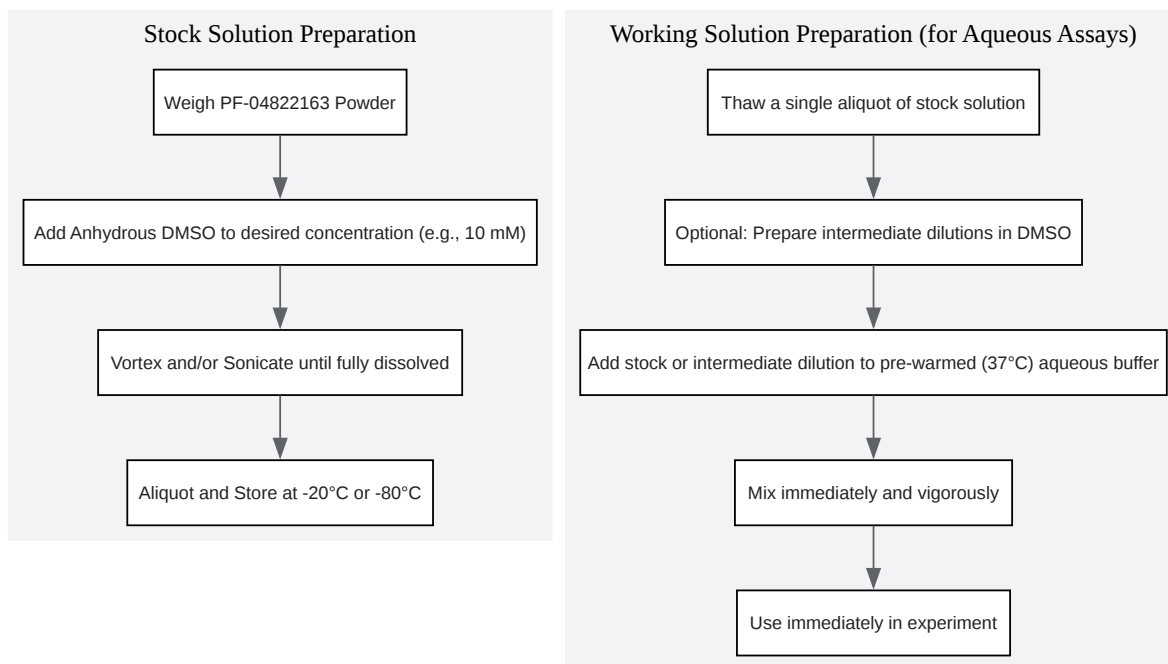 Stock Solution Preparation
Weigh PF-04822163 Powder
Add Anhydrous DMSO to desired concentration (e.g., 10 mM)
Vortex and/or Sonicate until fully dissolved
Aliquot and Store at -20°C or -80°C
Working Solution Preparation (for Aqueous Assays)
Thaw a single aliquot of stock solution
Optional: Prepare intermediate dilutions in DMSO
Add stock or intermediate dilution to pre-warmed (37°C) aqueous buffer
Mix immediately and vigorously
Use immediately in experiment